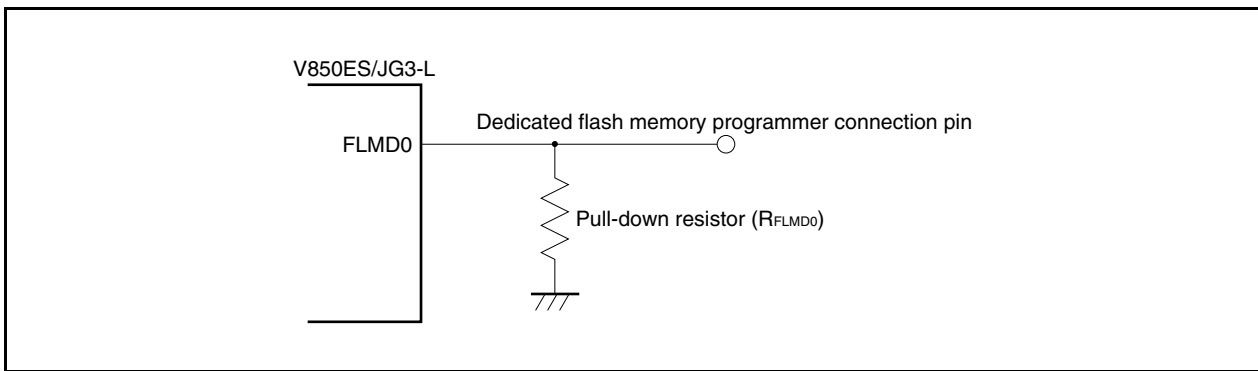 V850ES/JG3-L
Dedicated flash memory programmer connection pin
FLMD0
Pull-down resistor (RFLMD0)